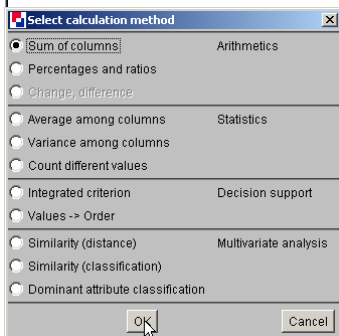 Select calculation method
Sum of columns Arithmetics
Percentages and ratios
Change, difference
Average among columns Statistics
Variance among columns
Count different values
Integrated criterion Decision support
Values -> Order
Similarity (distance) Multivariate analysis
Similarity (classification)
Dominant attribute classification
OK Cancel